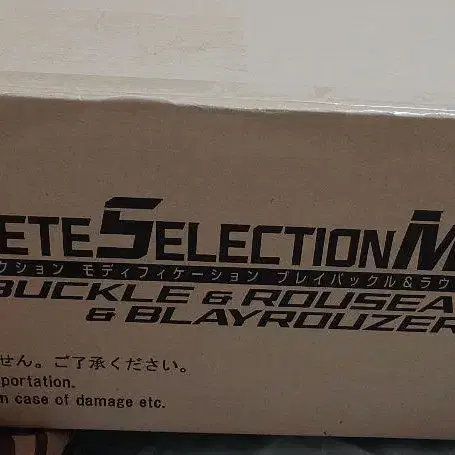 ETE SELECTION M
クション モディフィケーション ブレイバックル&ラウ
BUCKLE & ROUSEA
& BLAYROUZER
せん。ご了承ください。
portation.
n case of damage etc.